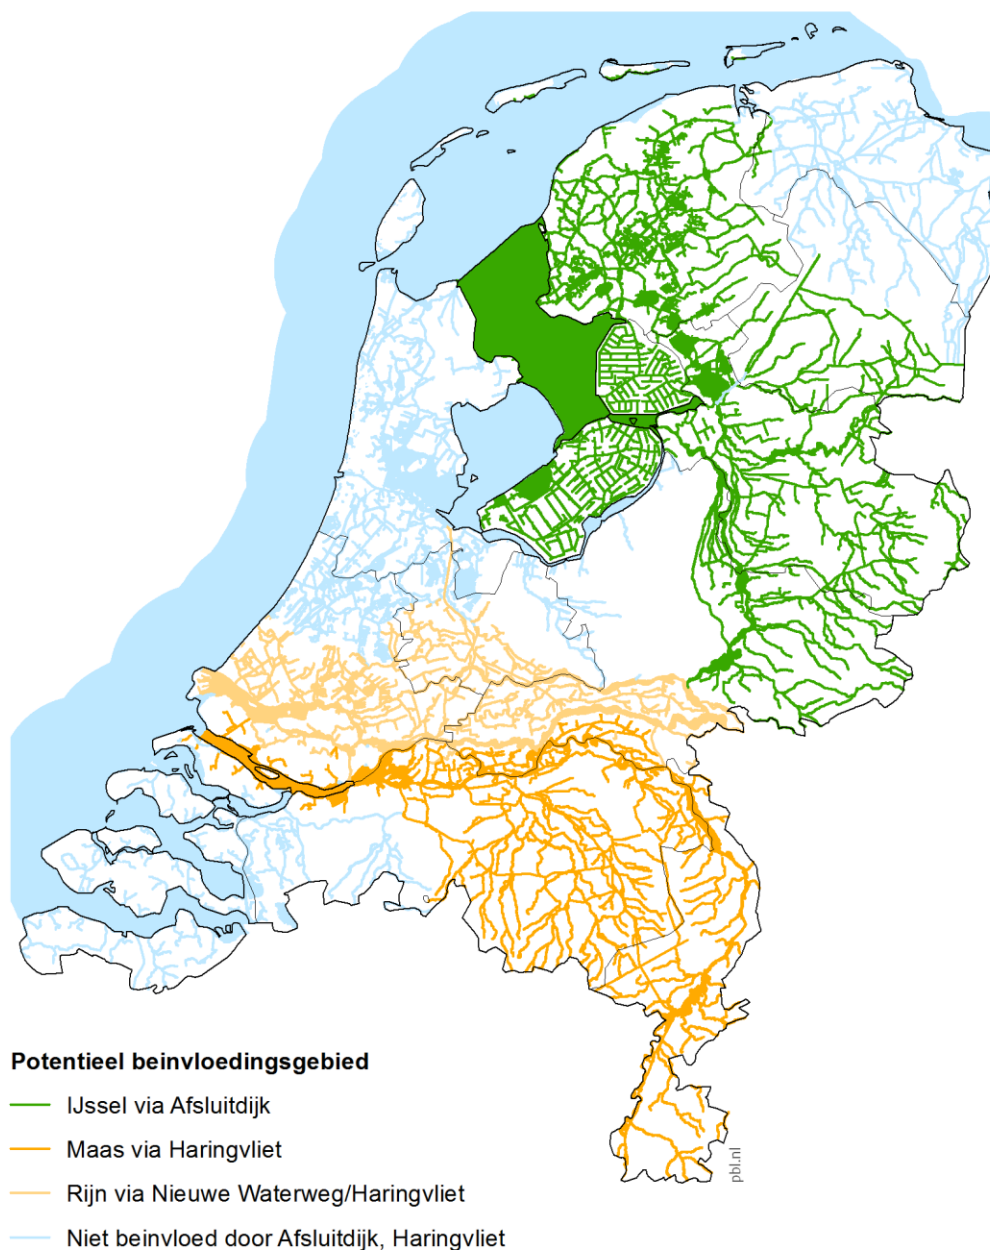 Potentieel beinvloedingsgebied
IJssel via Afsluitdijk
Maas via Haringvliet
Rijn via Nieuwe Waterweg/Haringvliet
Niet beinvloed door Afsluitdijk, Haringvliet
pbl.nl